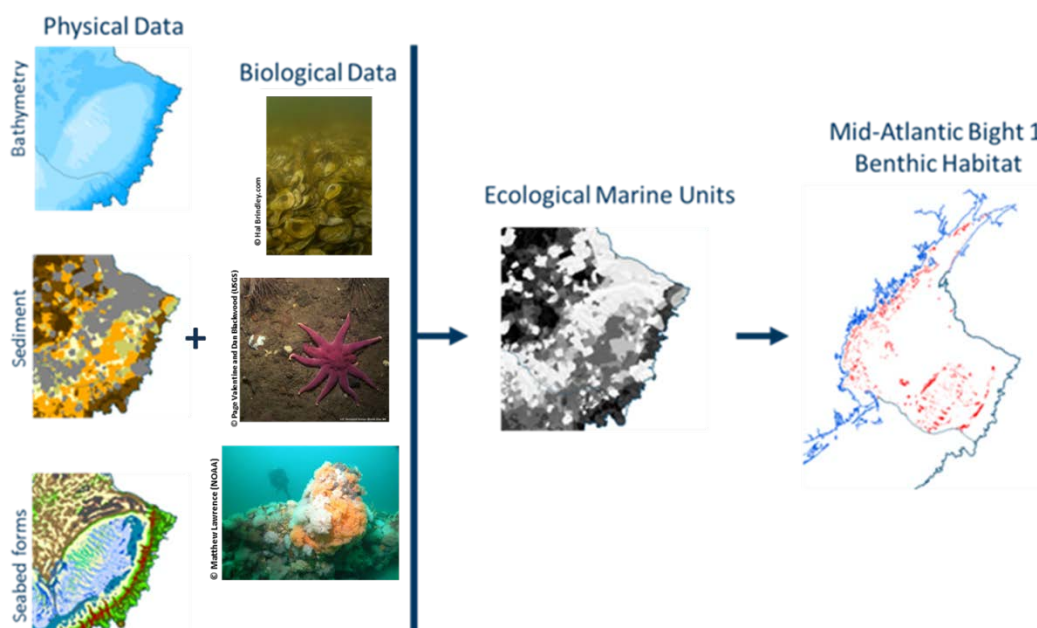 Physical Data
Bathymetry
Sediment
Seabed forms
+
Biological Data
© Hal Brindley.com
© Page Valentine and Dan Blackwood (USGS)
© Matthew Lawrence (NOAA)
Ecological Marine Units
Mid-Atlantic Bight 1
Benthic Habitat